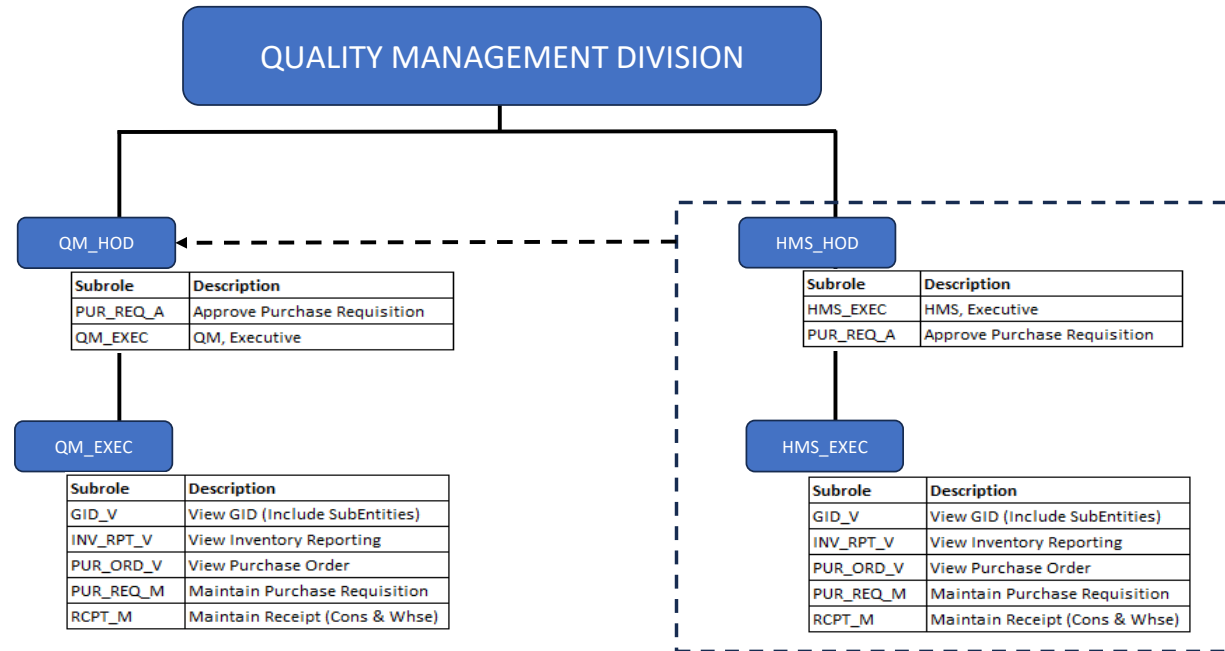 QUALITY MANAGEMENT DIVISION
QM_HOD
Subrole Description
PUR_REQ_A Approve Purchase Requisition
QM_EXEC QM, Executive
QM_EXEC
Subrole Description
GID_V View GID (Include SubEntities)
INV_RPT_V View Inventory Reporting
PUR_ORD_V View Purchase Order
PUR_REQ_M Maintain Purchase Requisition
RCPT_M Maintain Receipt (Cons & Whse)
HMS_HOD
Subrole Description
HMS_EXEC HMS, Executive
PUR_REQ_A Approve Purchase Requisition
HMS_EXEC
Subrole Description
GID_V View GID (Include SubEntities)
INV_RPT_V View Inventory Reporting
PUR_ORD_V View Purchase Order
PUR_REQ_M Maintain Purchase Requisition
RCPT_M Maintain Receipt (Cons & Whse)